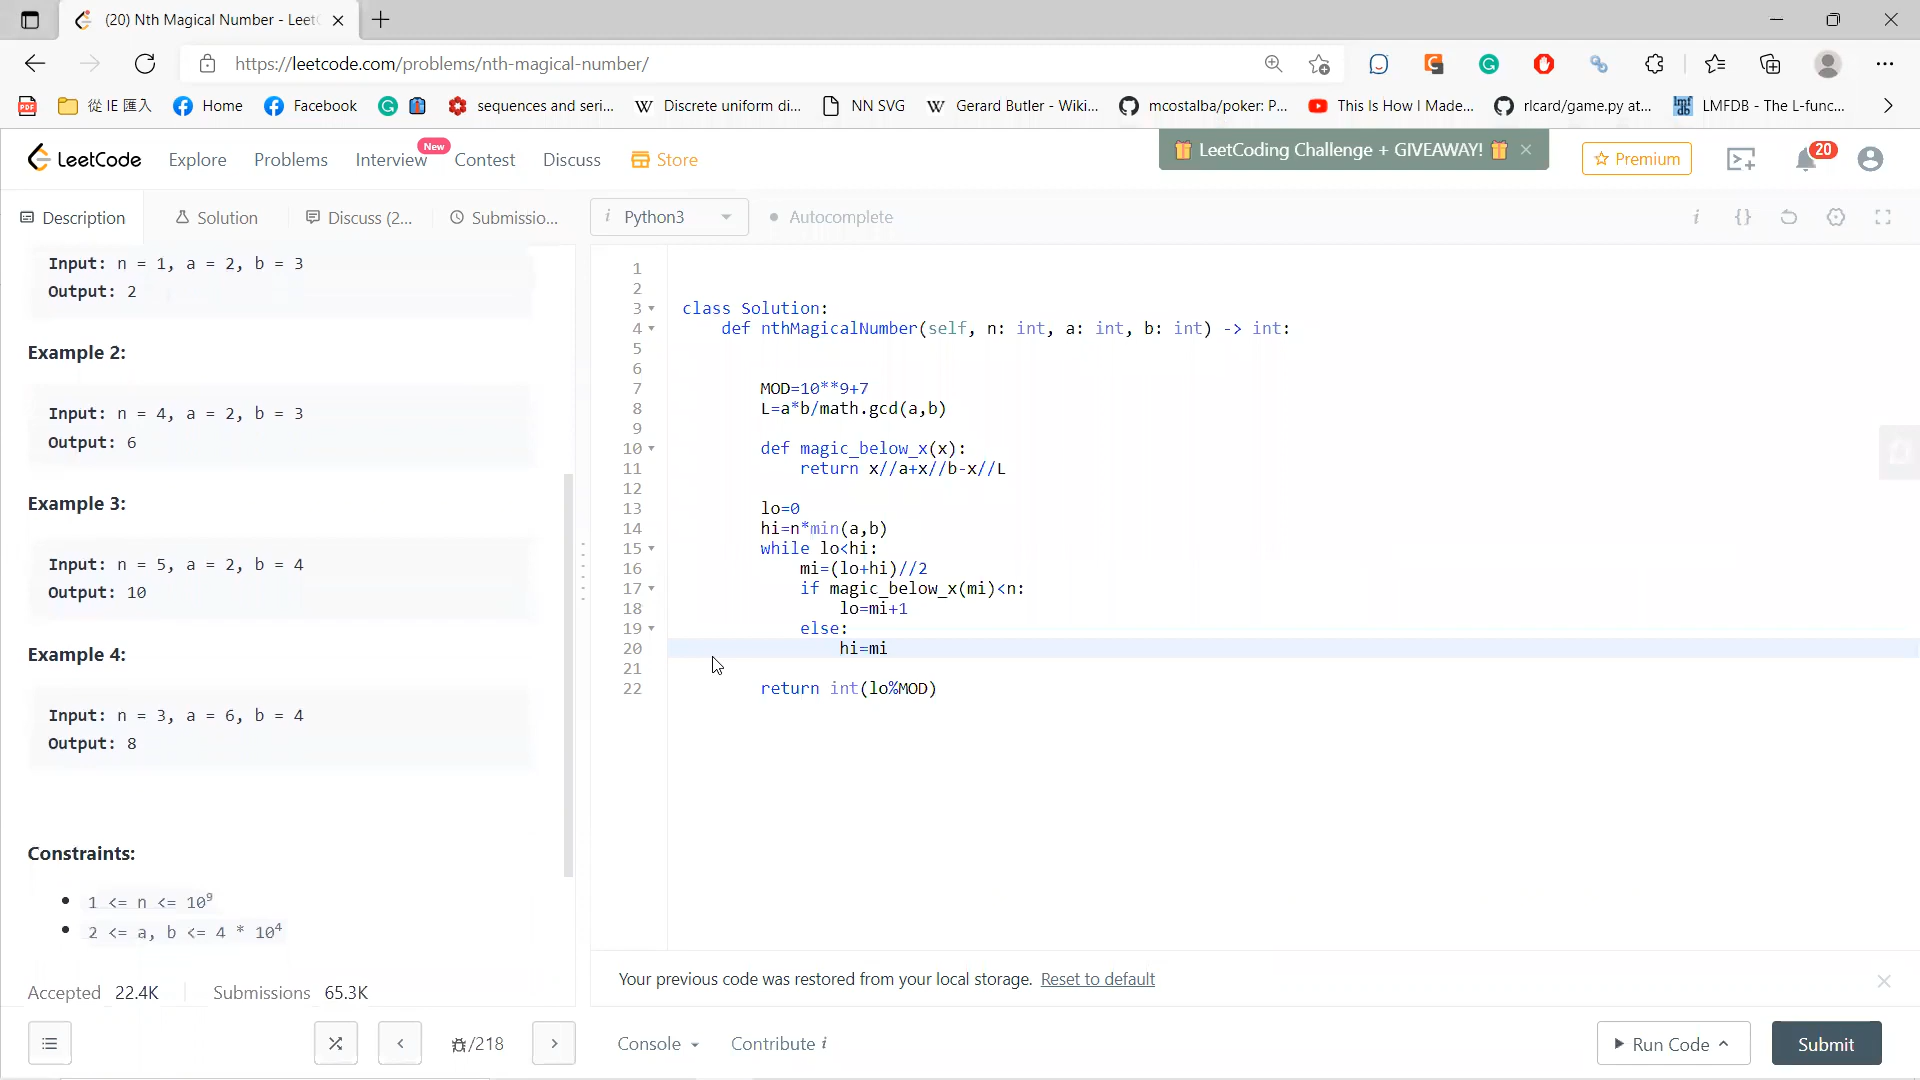 (20) Nth Magical Number - Leet
https://leetcode.com/problems/nth-magical-number/
PDF
從 IE 匯入
Home
Facebook
sequences and seri...
Discrete uniform di...
NN SVG
Gerard Butler - Wiki...
mcostalba/poker: P...
This Is How I Made...
rlcard/game.py at...
LMFDB - The L-func...
LeetCode
Explore
Problems
Interview
New
Contest
Discuss
Store
LeetCoding Challenge + GIVEAWAY!
Premium
20
Description
Solution
Discuss (2...
Submissio...
i Python3
Autocomplete
Input: n = 1, a = 2, b = 3
Output: 2
Example 2:
Input: n = 4, a = 2, b = 3
Output: 6
Example 3:
Input: n = 5, a = 2, b = 4
Output: 10
Example 4:
Input: n = 3, a = 6, b = 4
Output: 8
Constraints:
1 <= n <= 10⁹
2 <= a, b <= 4 * 10⁴
Accepted 22.4K
Submissions 65.3K
1
2
3 class Solution:
4 def nthMagicalNumber(self, n: int, a: int, b: int) -> int:
5
6
7 MOD=10**9+7
8 L=a*b/math.gcd(a,b)
9
10 def magic_below_x(x):
11 return x//a+x//b-x//L
12
13 lo=0
14 hi=n*min(a,b)
15 while lo<hi:
16 mi=(lo+hi)//2
17 if magic_below_x(mi)<n:
18 lo=mi+1
19 else:
20 hi=mi
21
22 return int(lo%MOD)
Your previous code was restored from your local storage. Reset to default
/218
Console
Contribute i
Run Code
Submit